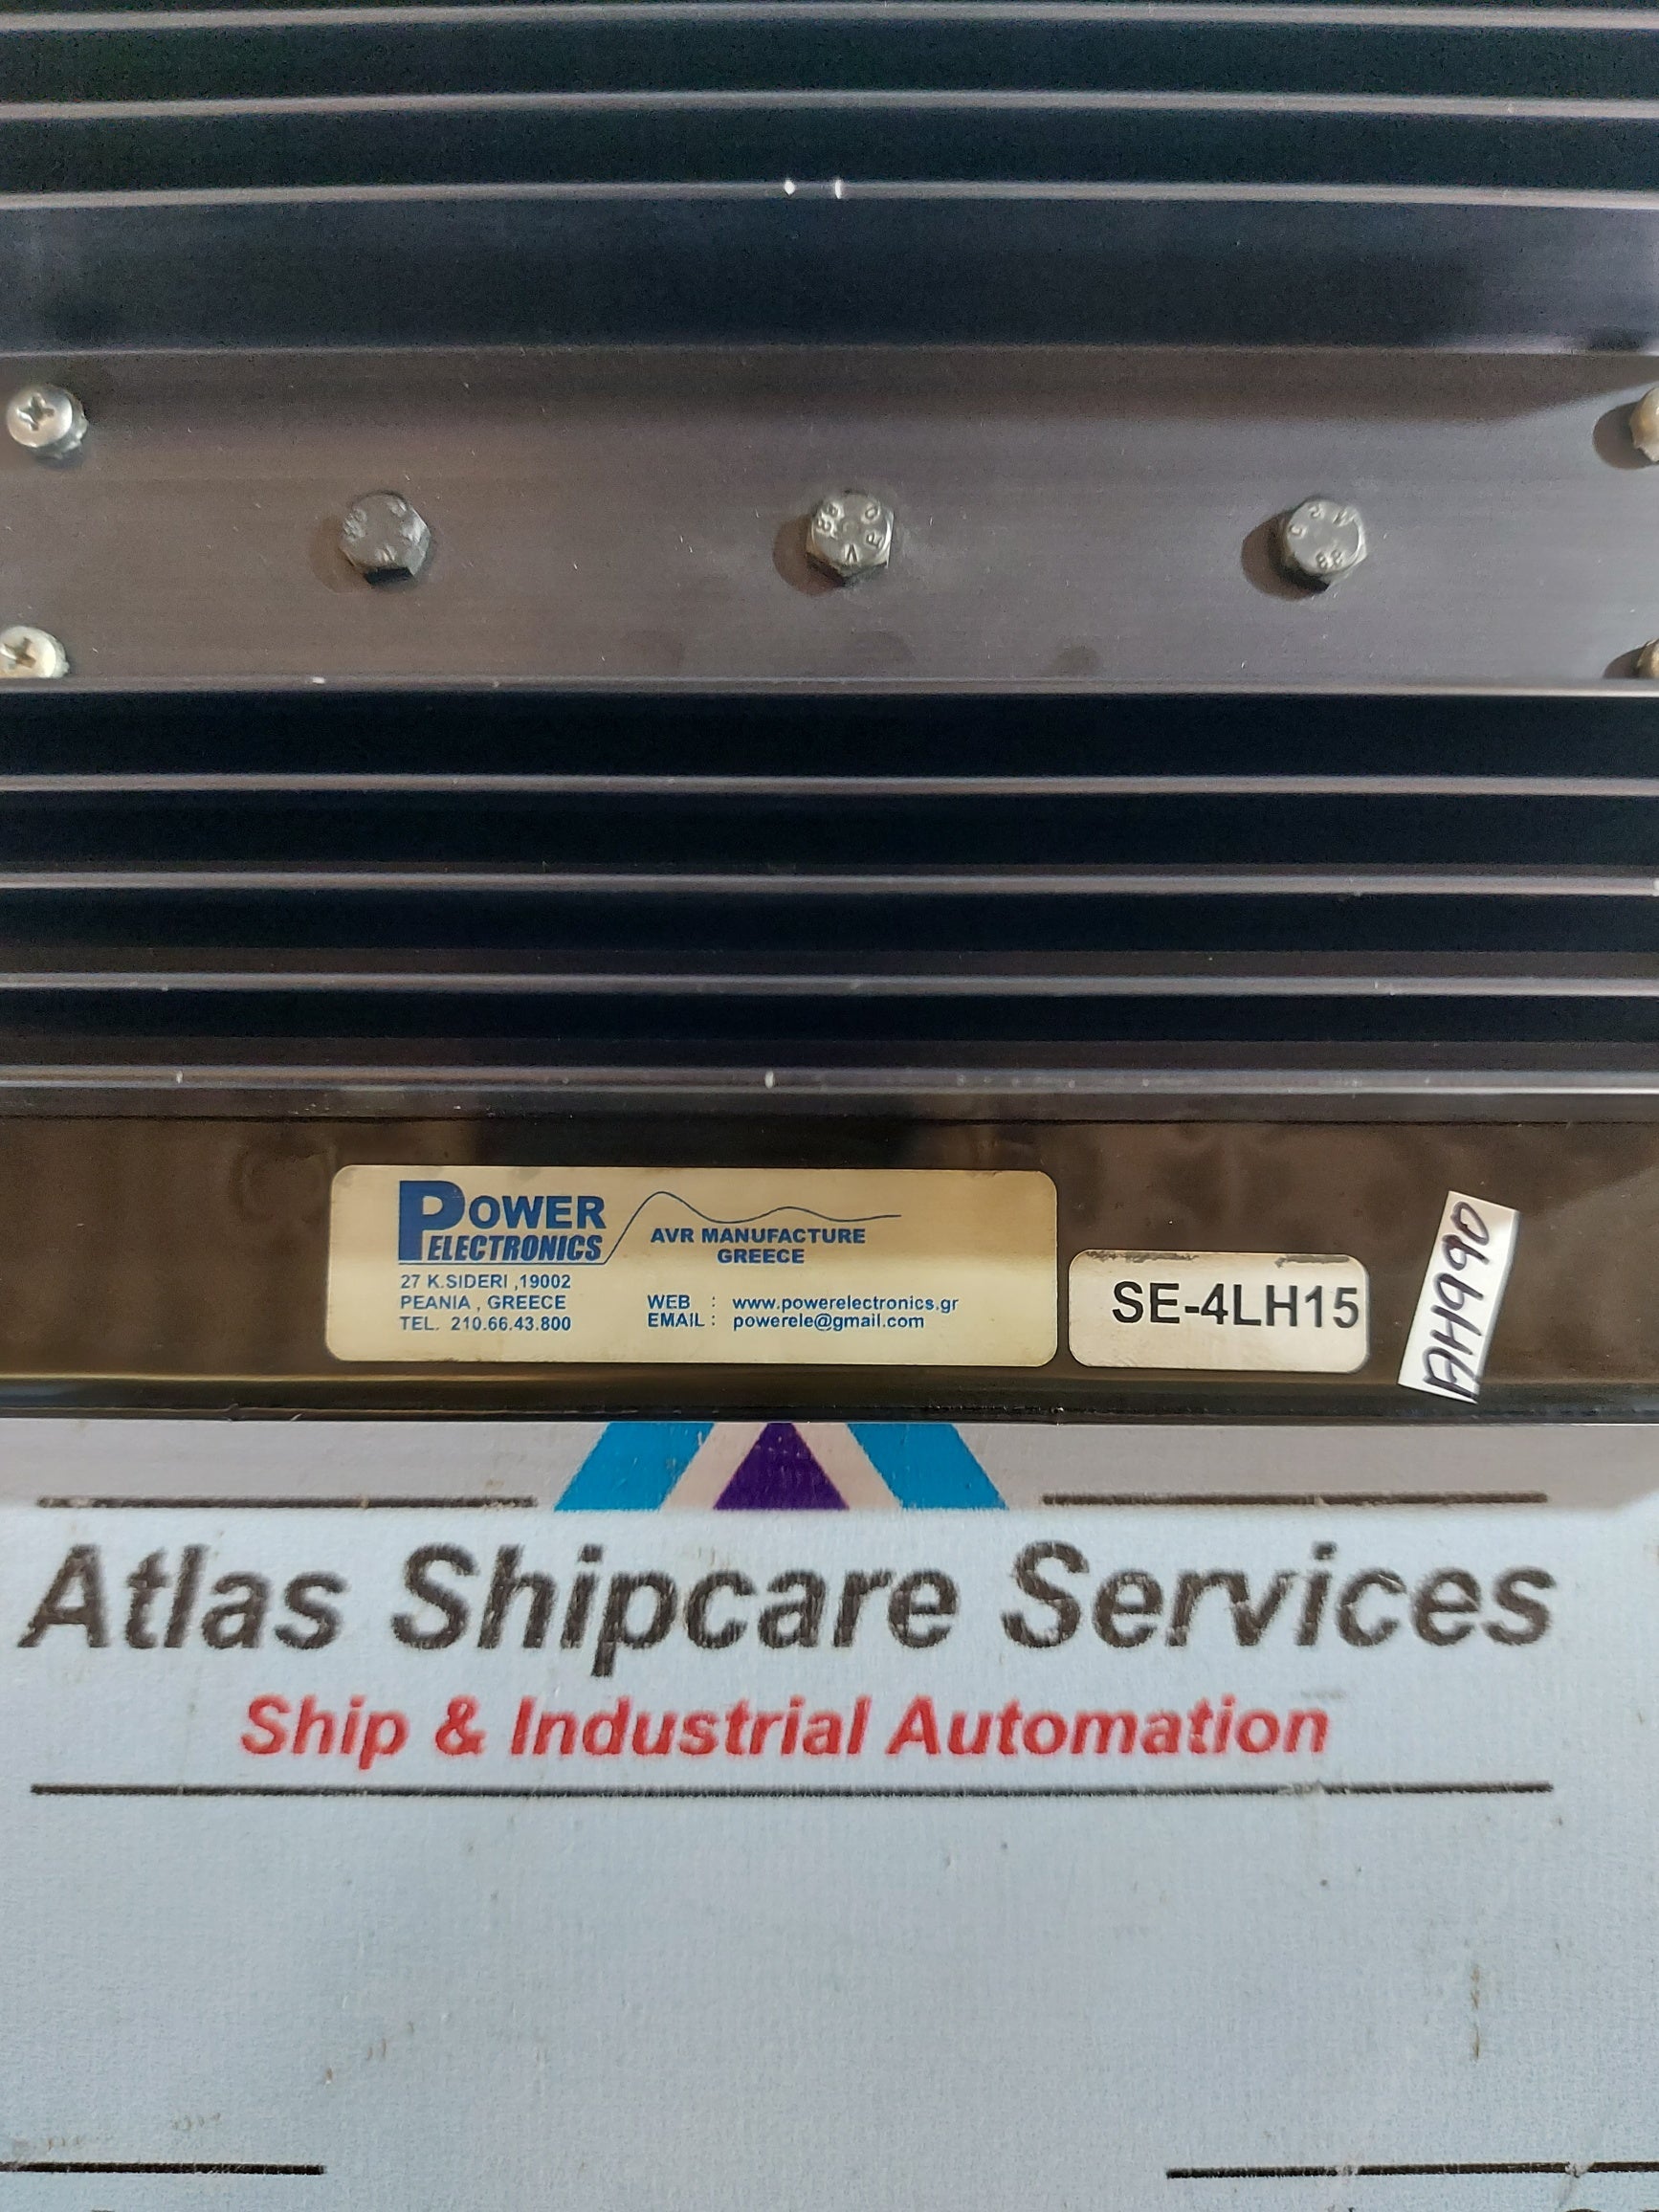 POWER
ELECTRONICS
AVR MANUFACTURE
GREECE
27 K.SIDERI ,19002
PEANIA , GREECE
TEL. 210.66.43.800
WEB : www.powerelectronics.gr
EMAIL : powerele@gmail.com
SE-4LH15
AH990
Atlas Shipcare Services
Ship & Industrial Automation